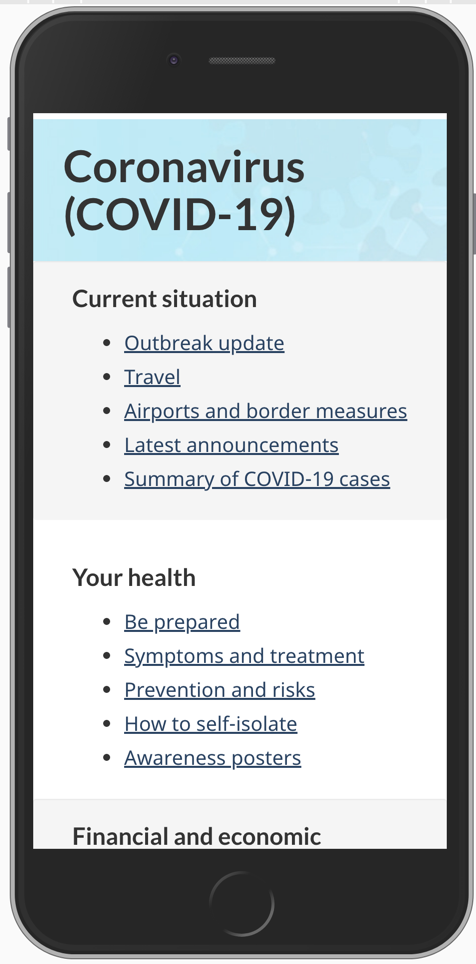 Coronavirus
(COVID-19)
Current situation
Outbreak update
Travel
Airports and border measures
Latest announcements
Summary of COVID-19 cases
Your health
Be prepared
Symptoms and treatment
Prevention and risks
How to self-isolate
Awareness posters
Financial and economic